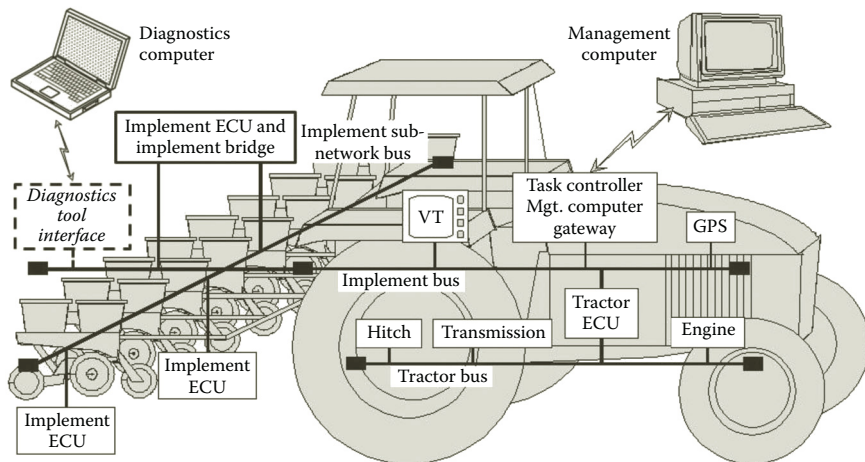 Diagnostics
computer
Management
computer
Implement ECU and
implement bridge
Implement sub-
network bus
Diagnostics
tool
interface
VT
Task controller
Mgt. computer
gateway
GPS
Implement bus
Tractor
ECU
Hitch
Transmission
Engine
Tractor bus
Implement
ECU
Implement
ECU